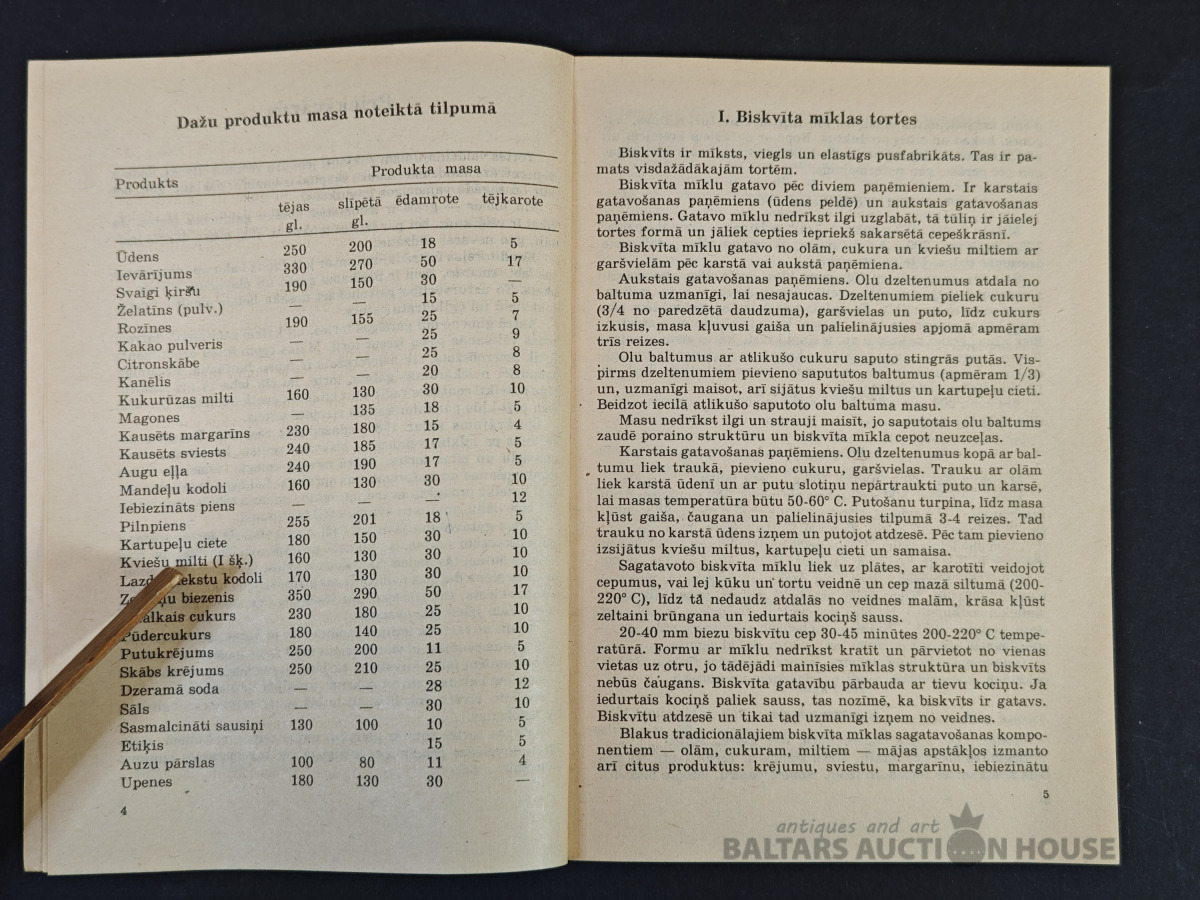 Dažu produktu masa noteiktā tilpumā
Produkts Produkta masa
tējas gl. slīpētā gl. ēdamrote tējkarote
Ūdens 250 200 18 5
Ievārījums 330 270 50 17
Svaigi ķiršu 190 150 30 —
Želatīns (pulv.) — — 15 5
Rozīnes 190 155 25 7
Kakao pulveris — — 25 9
Citronskābe — — 25 8
Kanēlis — — 20 8
Kukurūzas milti 160 130 30 10
Magones — 135 18 5
Kausēts margarīns 230 180 15 4
Kausēts sviests 240 185 17 5
Augu eļļa 240 190 17 5
Mandeļu kodoli 160 130 30 10
Iebiezināts piens — — — 12
Pilnpiens 255 201 18 5
Kartupeļu ciete 180 150 30 10
Kviešu milti (I šķ.) 160 130 30 10
kodoli 170 130 30 10
biezenis 350 290 50 17
cukurs 230 180 25 10
Pūdercukurs 180 140 25 10
Putukrējums 250 200 11 5
Skābs krējums 250 210 25 10
Dzeramā soda — — 28 12
Sāls — — 30 10
Sasmalcināti sausiņi 130 100 10 5
Etiķis 15 5
Auzu pārslas 100 80 11 4
Upenes 180 130 30 —
4
I. Biskvīta mīklas tortes
Biskvīts ir mīksts, viegls un elastīgs pusfabrikāts. Tas ir pa-
mats visdažādākajām tortēm.
Biskvīta mīklu gatavo pēc diviem paņēmieniem. Ir karstais
gatavošanas paņēmiens (ūdens peldē) un aukstais gatavošanas
paņēmiens. Gatavo mīklu nedrīkst ilgi uzglabāt, tā tūliņ ir jāielej
tortes formā un jāliek cepties iepriekš sakarsētā cepeškrāsnī.
Biskvīta mīklu gatavo no olām, cukura un kviešu miltiem ar
garšvielām pēc karstā vai aukstā paņēmiena.
Aukstais gatavošanas paņēmiens. Olu dzeltenumus atdala no
baltuma uzmanīgi, lai nesajaucas. Dzeltenumiem pieliek cukuru
(3/4 no paredzētā daudzuma), garšvielas un puto, līdz cukurs
izkusis, masa kļuvusi gaiša un palielinājusies apjomā apmēram
trīs reizes.
Olu baltumus ar atlikušo cukuru saputo stingrās putās. Vis-
pirms dzeltenumiem pievieno saputotus baltumus (apmēram 1/3)
un, uzmanīgi maisot, arī sijātus kviešu miltus un kartupeļu cieti.
Beidzot iecilā atlikušo saputoto olu baltuma masu.
Masu nedrīkst ilgi un strauji maisīt, jo saputotais olu baltums
zaudē poraino struktūru un biskvīta mīkla cepot neuzceļas.
Karstais gatavošanas paņēmiens. Olu dzeltenumus kopā ar bal-
tumu liek traukā, pievieno cukuru, garšvielas. Trauku ar olām
liek karstā ūdenī un ar putu slotiņu nepārtraukti puto un karsē,
lai masas temperatūra būtu 50-60° C. Putošanu turpina, līdz masa
kļūst gaiša, čaugana un palielinājusies tilpumā 3-4 reizes. Tad
trauku no karstā ūdens izņem un putojot atdzesē. Pēc tam pievieno
izsijātus kviešu miltus, kartupeļu cieti un samaisa.
Sagatavoto biskvīta mīklu liek uz plātes, ar karotīti veidojot
cepumus, vai lej kūku un tortu veidnē un cep mazā siltumā (200-
220° C), līdz tā nedaudz atdalās no veidnes malām, krāsa kļūst
zeltaini brūngana un iedurtais kociņš sauss.
20-40 mm biezu biskvītu cep 30-45 minūtes 200-220° C tempe-
ratūrā. Formu ar mīklu nedrīkst kratīt un pārvietot no vienas
vietas uz otru, jo tādējādi mainīsies mīklas struktūra un biskvīts
nebūs čaugans. Biskvīta gatavību pārbauda ar tievu kociņu. Ja
iedurtais kociņš paliek sauss, tas nozīmē, ka biskvīts ir gatavs.
Biskvītu atdzesē un tikai tad uzmanīgi izņem no veidnes.
Blakus tradicionālajiem biskvīta mīklas sagatavošanas kompo-
nentiem — olām, cukuram, miltiem — mājas apstākļos izmanto
arī citus produktus: krējumu, sviestu, margarīnu, iebiezinātu
5
antiques and art
BALTARS AUCTION HOUSE